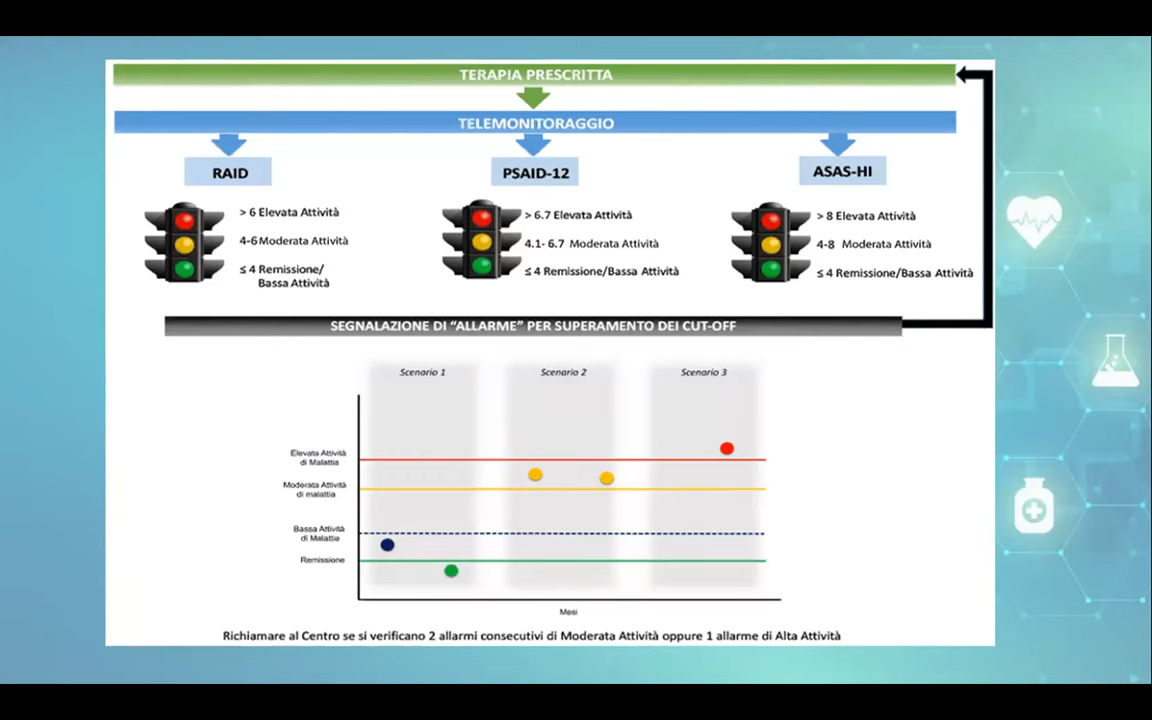 TERAPIA PRESCRITTA
TELEMONITORAGGIO
RAID
> 6 Elevata Attività
4-6 Moderata Attività
≤ 4 Remissione/
Bassa Attività
PSAID-12
> 6.7 Elevata Attività
4.1- 6.7 Moderata Attività
≤ 4 Remissione/Bassa Attività
ASAS-HI
> 8 Elevata Attività
4-8 Moderata Attività
≤ 4 Remissione/Bassa Attività
SEGNALAZIONE DI “ALLARME” PER SUPERAMENTO DEI CUT-OFF
Scenario 1
Scenario 2
Scenario 3
Elevata Attività
di Malattia
Moderata Attività
di malattia
Bassa Attività
di Malattia
Remissione
Mesi
Richiamare al Centro se si verificano 2 allarmi consecutivi di Moderata Attività oppure 1 allarme di Alta Attività